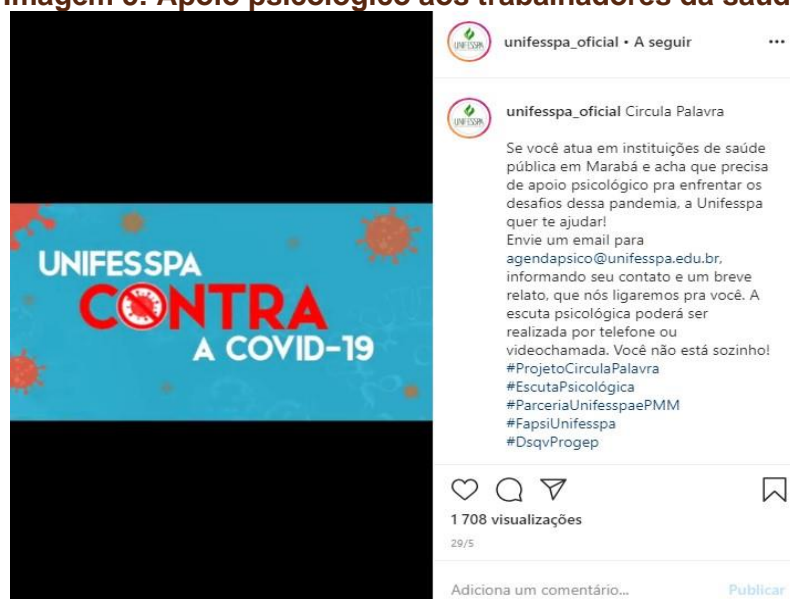 Imagem 3: Apoio psicológico aos trabalhadores da saúd
UNIFESSPA
CONTRA
A COVID-19
unifesspa_oficial • A seguir
unifesspa_oficial Circula Palavra
Se você atua em instituições de saúde
pública em Marabá e acha que precisa
de apoio psicológico pra enfrentar os
desafios dessa pandemia, a Unifesspa
quer te ajudar!
Envie um email para
agendapsico@unifesspa.edu.br,
informando seu contato e um breve
relato, que nós ligaremos pra você. A
escuta psicológica poderá ser
realizada por telefone ou
videochamada. Você não está sozinho!
#ProjetoCirculaPalavra
#EscutaPsicológica
#ParceriaUnifesspaePMM
#FapsiUnifesspa
#DsqvProgep
1 708 visualizações
29/5
Adiciona um comentário...
Publicar